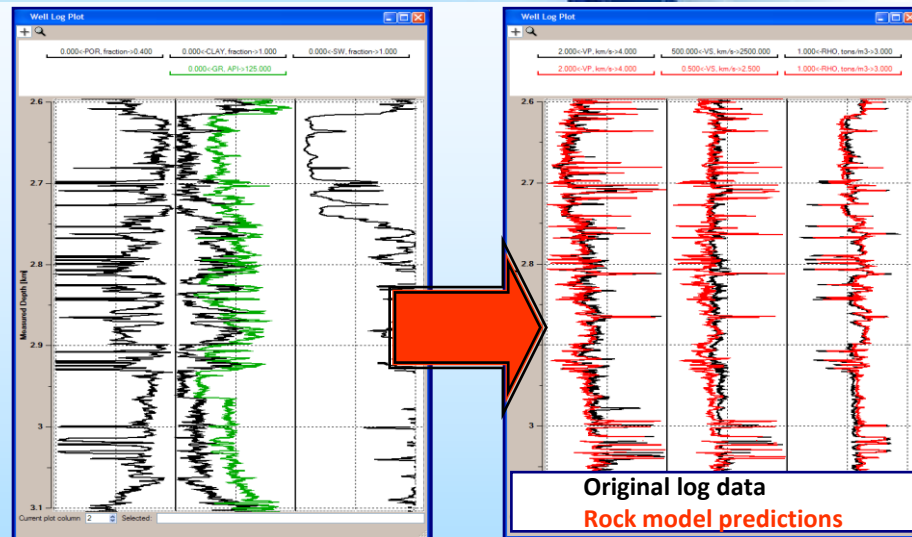 Well Log Plot
0.000<-POR, fraction->0.400 0.000<-CLAY, fraction->1.000 0.000<-SW, fraction->1.000
0.000<-GR, API->125.000
2.6
2.7
2.8
2.9
3
3.1
Measured Depth [km]
Current plot column 2 Selected:
Well Log Plot
2.000<-VP, km/s->4.000 500.000<-VS, km/s->2500.000 1.000<-RHO, tons/m3->3.000
2.000<-VP, km/s->4.000 0.500<-VS, km/s->2.500 1.000<-RHO, tons/m3->3.000
2.6
2.7
2.8
2.9
3
Original log data
Rock model predictions